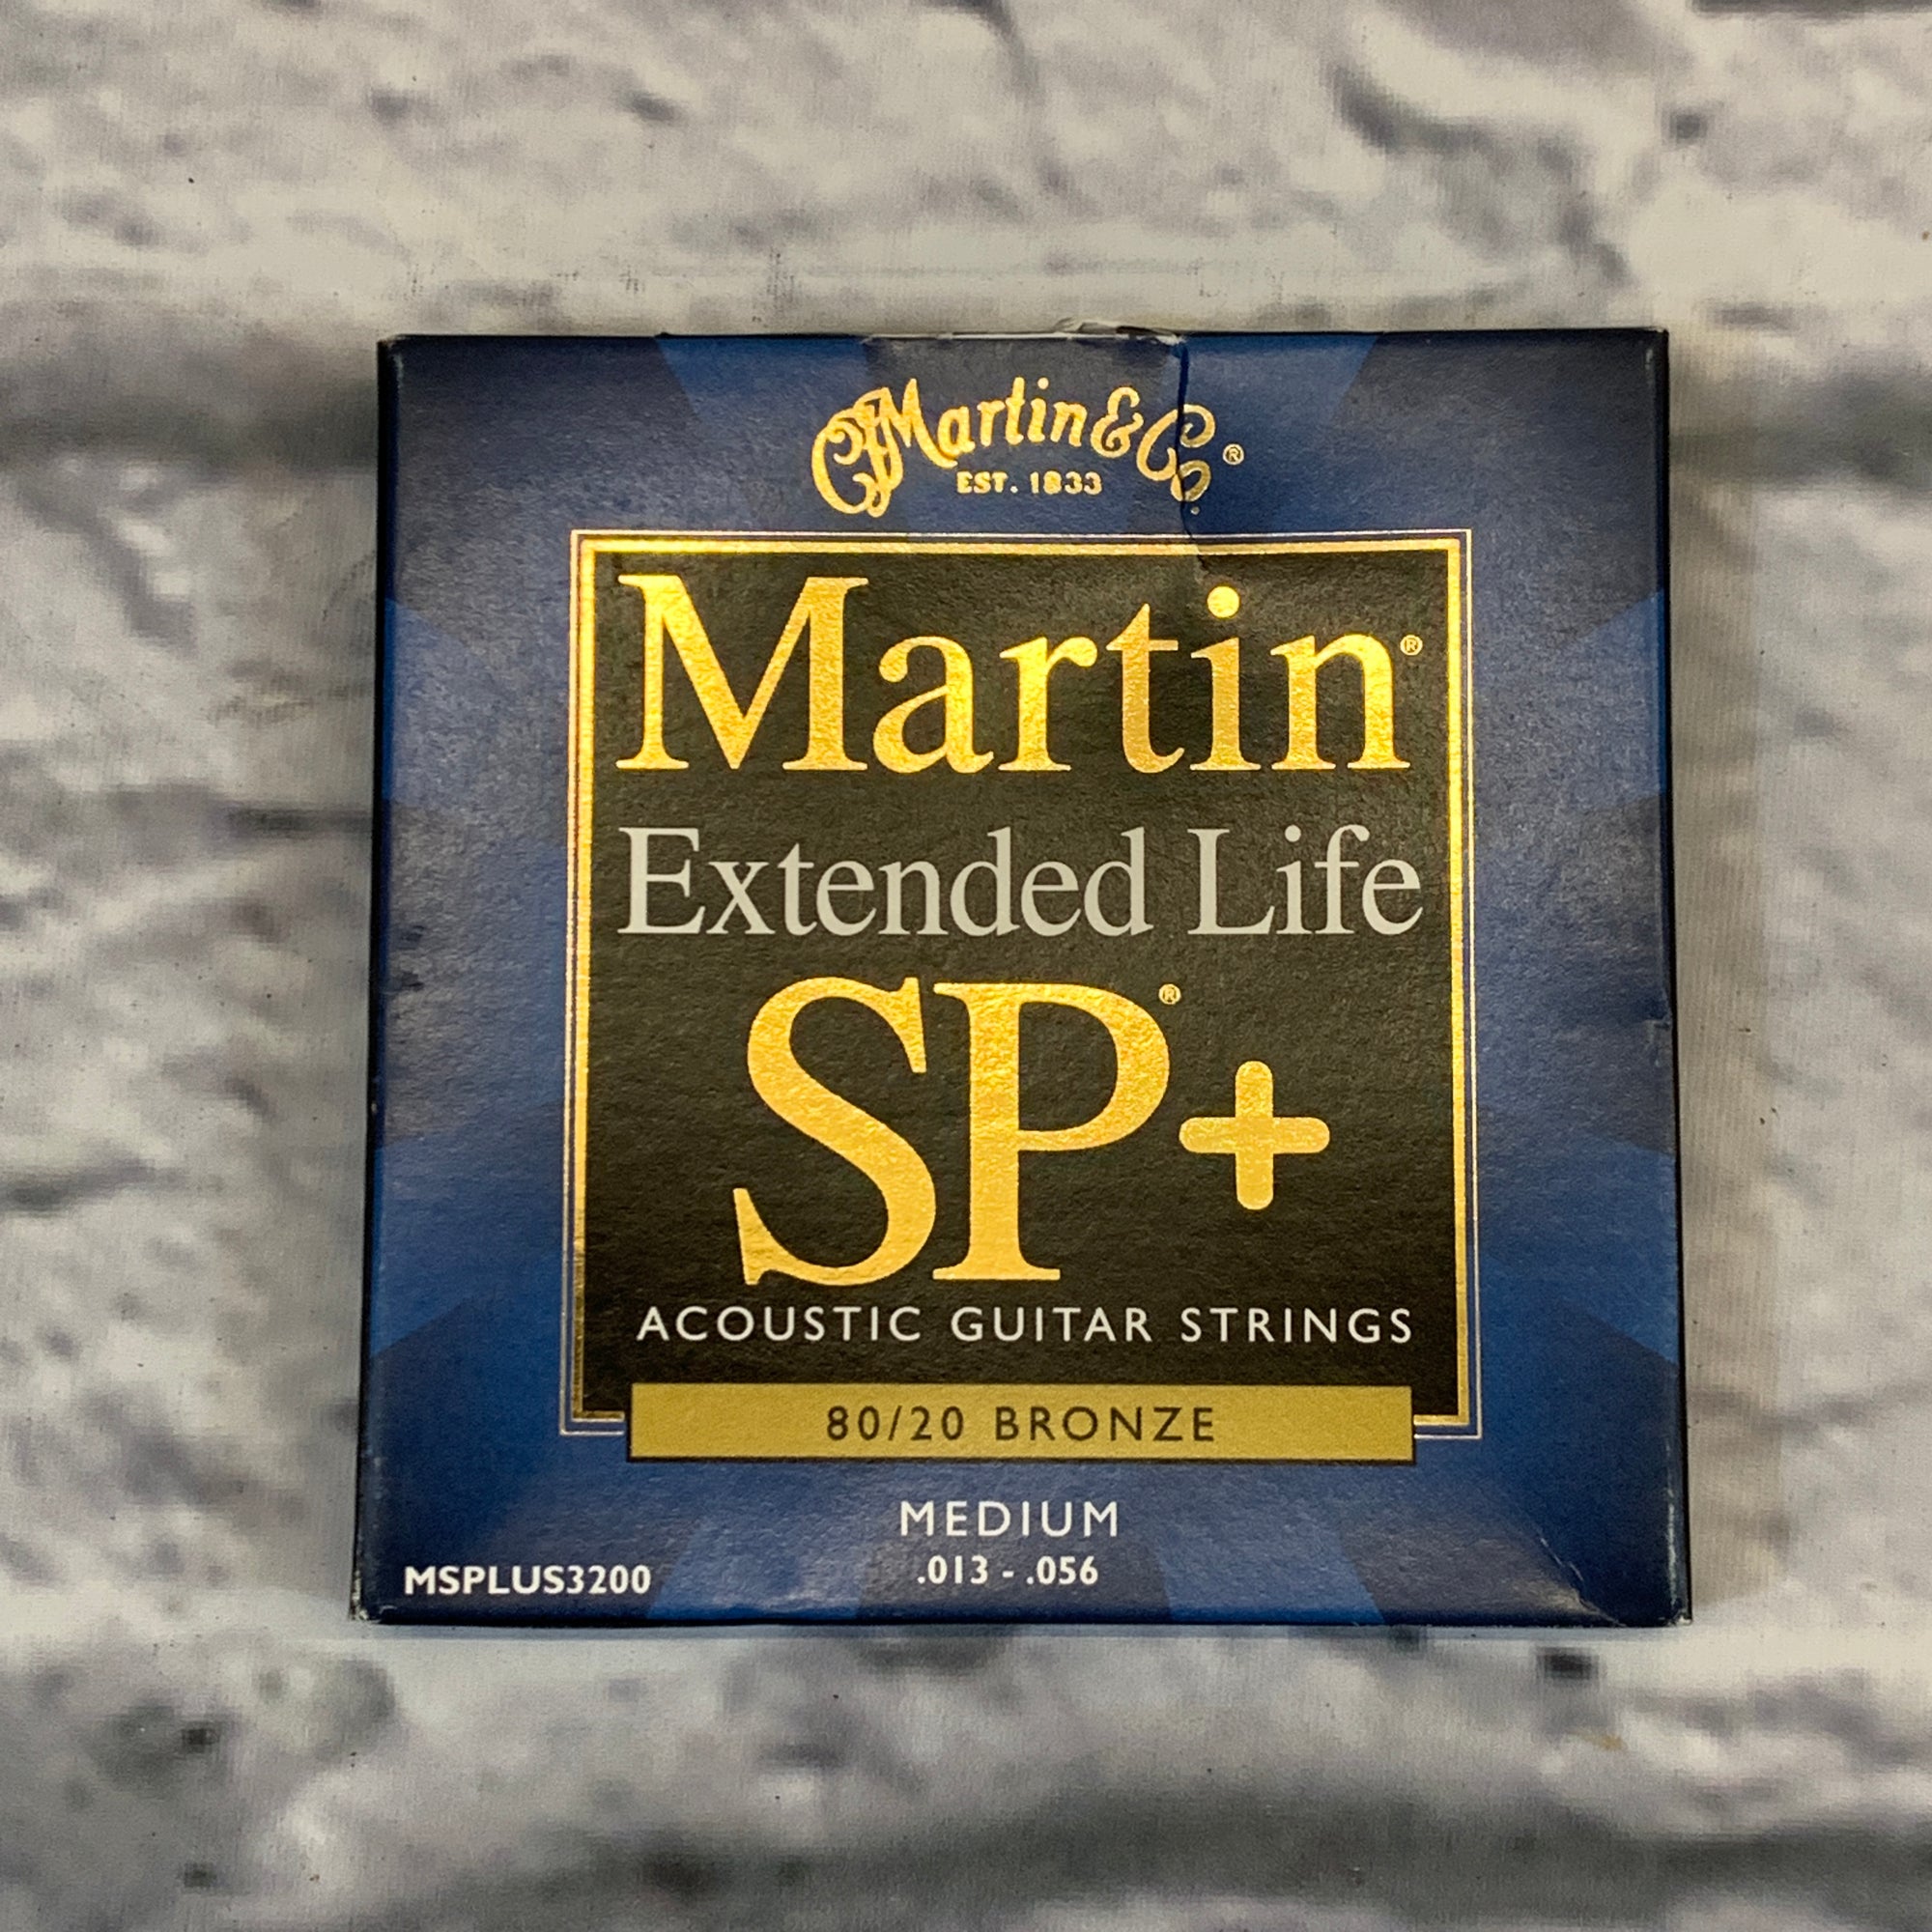 CFMartin & Co.®
EST. 1833
Martin®
Extended Life
SP®+
ACOUSTIC GUITAR STRINGS
80/20 BRONZE
MEDIUM
.013 - .056
MSPLUS3200